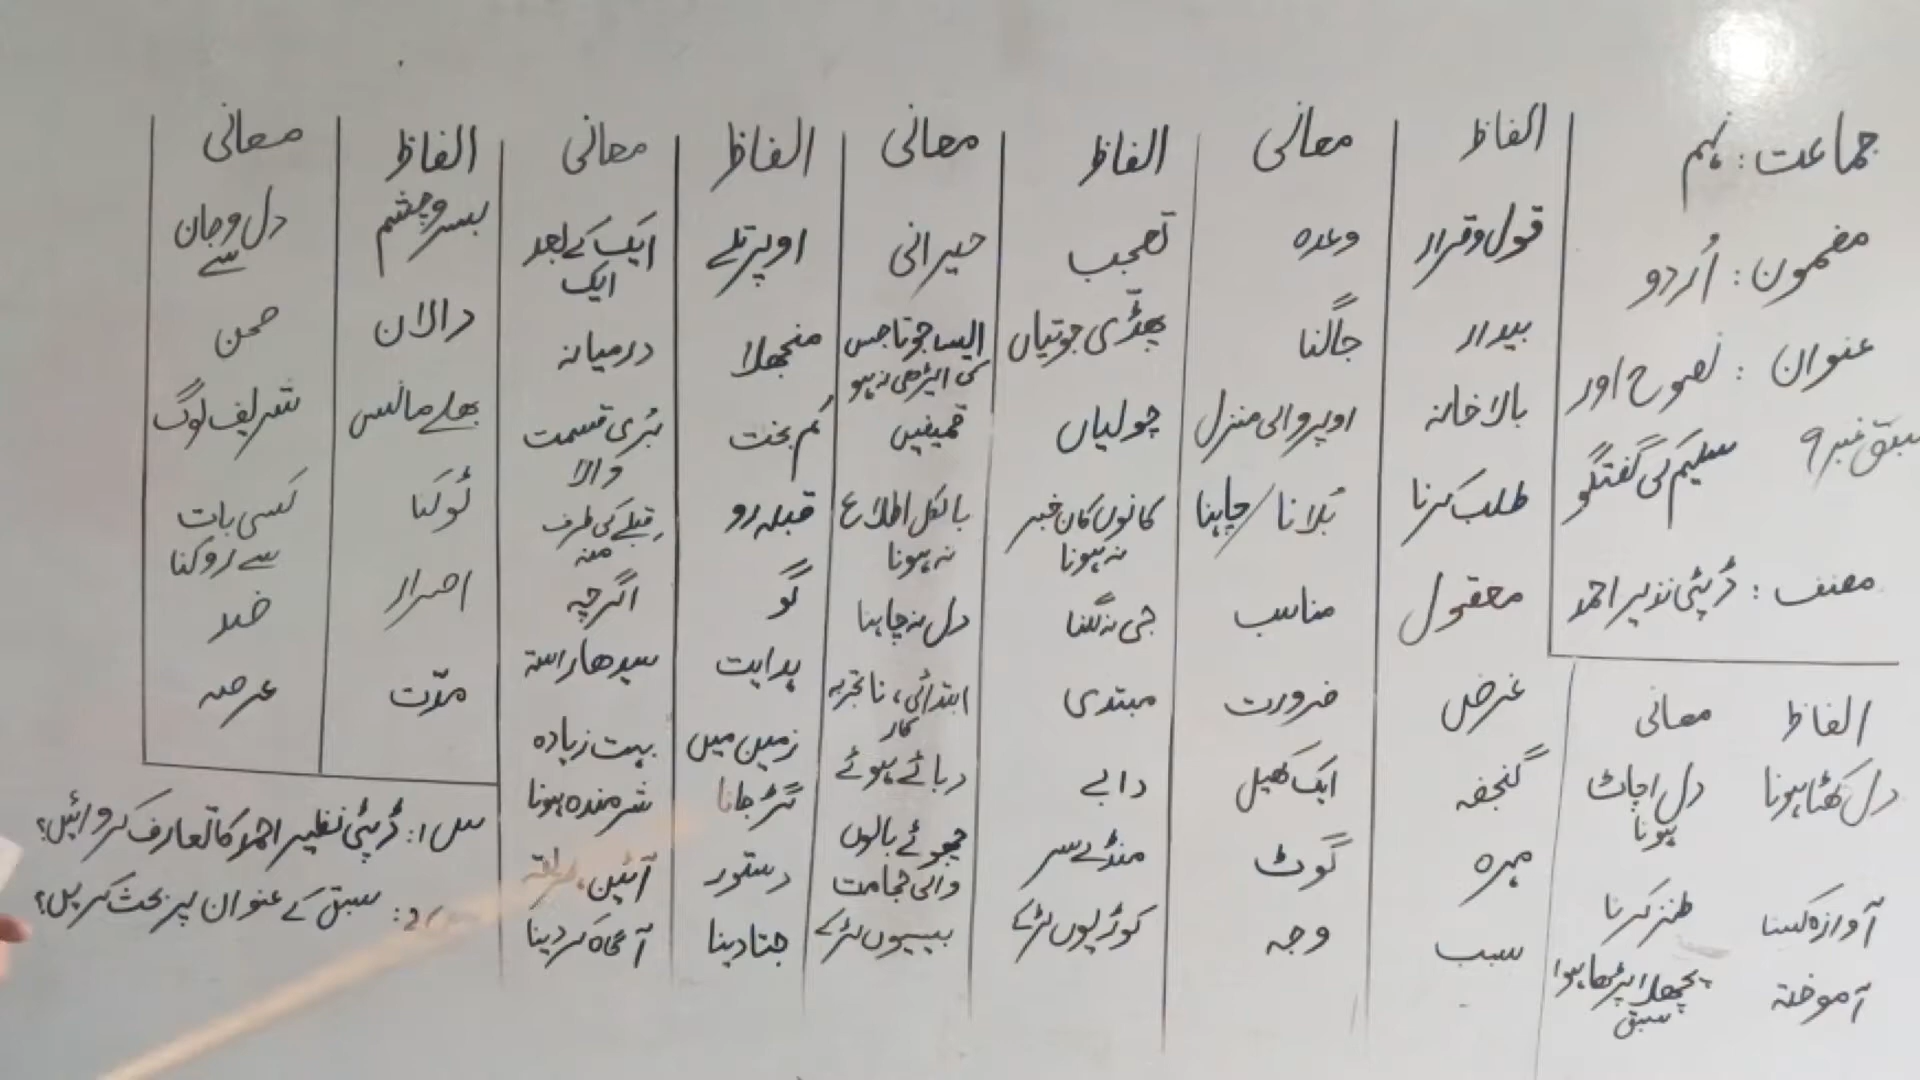 جماعت: نہم
مضمون: اُردو
عنوان: نصوح اور
سلیم کی گفتگو
سبق نمبر ۹
مصنف: ڈپٹی نذیر احمد
الفاظ معانی
دل کھٹا ہونا دل اچاٹ ہونا
آوازہ کسنا طنز کرنا
آموختہ پچھلا پڑھا ہوا سبق
الفاظ معانی
قول و قرار وعدہ
بیدار جاگنا
بالا خانہ اوپر والی منزل
طلب کرنا بُلانا / چاہنا
معقول مناسب
غرض ضرورت
گنجفہ ایک کھیل
مہرہ گوٹ
سبب وجہ
الفاظ معانی
تعجب حیرانی
پھڈّی جوتیاں ایسا جوتا جس کی ایڑھی نہ ہو
چولیاں قمیضیں
کانوں کان خبر نہ ہونا بالکل اطلاع نہ ہونا
جی نہ لگنا دل نہ چاہنا
مبتدی ابتدائی، ناتجربہ کار
دابے دبائے ہوئے
منڈے سر چھوٹے بالوں والی حجامت
کوڑیوں لڑکے بیسیوں لڑکے
الفاظ معانی
اوپر تلے ایک کے بعد ایک
منجھلا درمیانہ
کم بخت بُری قسمت والا
قبلہ رو قبلے کی طرف منہ
گو اگرچہ
ہدایت سیدھا راستہ
زمین میں گڑ جانا بہت زیادہ شرمندہ ہونا
دستور آئین،
جتا دینا آگاہ کر دینا
الفاظ معانی
بسروچشم دل و جان سے
دالان صحن
بھلے مانس شریف لوگ
ٹوکنا کسی بات سے روکنا
اصرار ضد
مدّت عرصہ
س ا: ڈپٹی نظیر احمد کا تعارف کروائیں؟
سبق کے عنوان پر بحث کریں؟